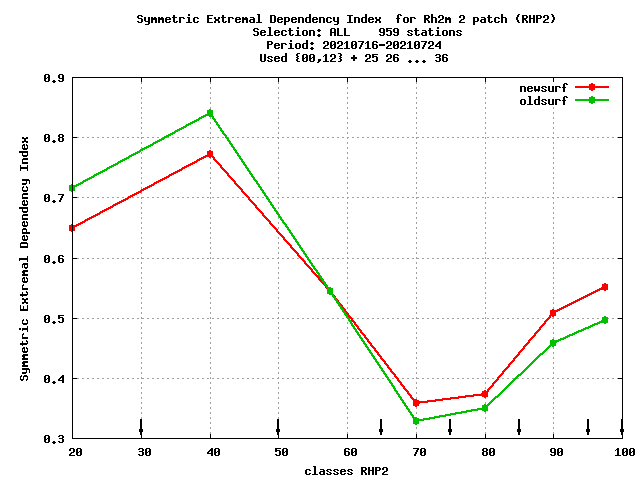 Symmetric Extremal Dependency Index  for Rh2m 2 patch (RHP2)
Selection: ALL    959 stations
Period: 20210716-20210724
Used {00,12} + 25 26 ... 36
newsurf
oldsurf
Symmetric Extremal Dependency Index
0.9
0.8
0.7
0.6
0.5
0.4
0.3
20 30 40 50 60 70 80 90 100
classes RHP2